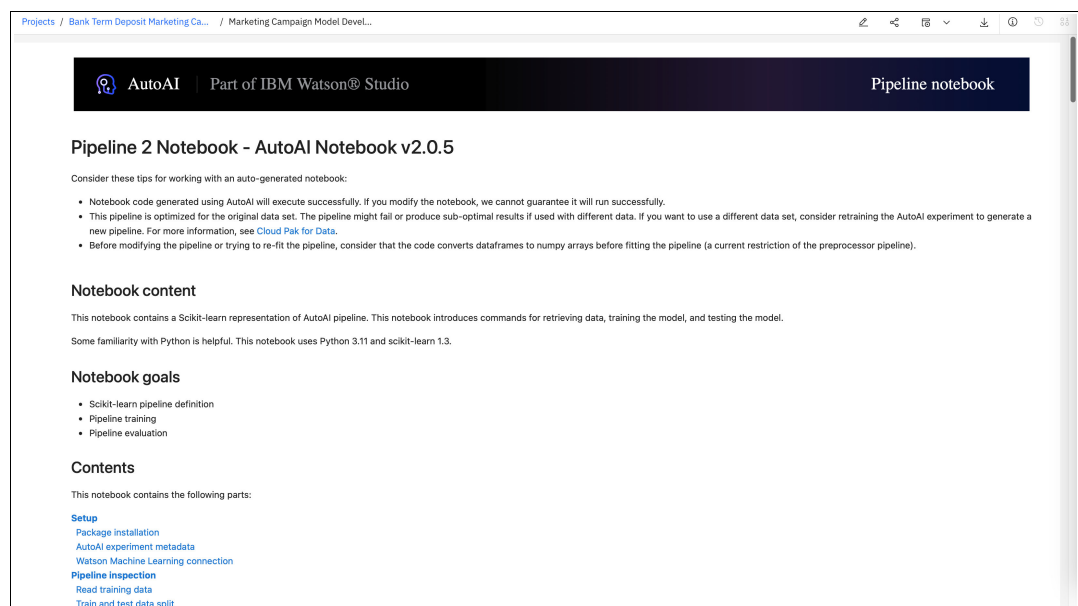 Projects / Bank Term Deposit Marketing Ca... / Marketing Campaign Model Devel...
AutoAI Part of IBM Watson® Studio Pipeline notebook
Pipeline 2 Notebook - AutoAI Notebook v2.0.5
Consider these tips for working with an auto-generated notebook:
• Notebook code generated using AutoAI will execute successfully. If you modify the notebook, we cannot guarantee it will run successfully.
• This pipeline is optimized for the original data set. The pipeline might fail or produce sub-optimal results if used with different data. If you want to use a different data set, consider retraining the AutoAI experiment to generate a
new pipeline. For more information, see Cloud Pak for Data.
• Before modifying the pipeline or trying to re-fit the pipeline, consider that the code converts dataframes to numpy arrays before fitting the pipeline (a current restriction of the preprocessor pipeline).
Notebook content
This notebook contains a Scikit-learn representation of AutoAI pipeline. This notebook introduces commands for retrieving data, training the model, and testing the model.
Some familiarity with Python is helpful. This notebook uses Python 3.11 and scikit-learn 1.3.
Notebook goals
• Scikit-learn pipeline definition
• Pipeline training
• Pipeline evaluation
Contents
This notebook contains the following parts:
Setup
Package installation
AutoAI experiment metadata
Watson Machine Learning connection
Pipeline inspection
Read training data
Train and test data split